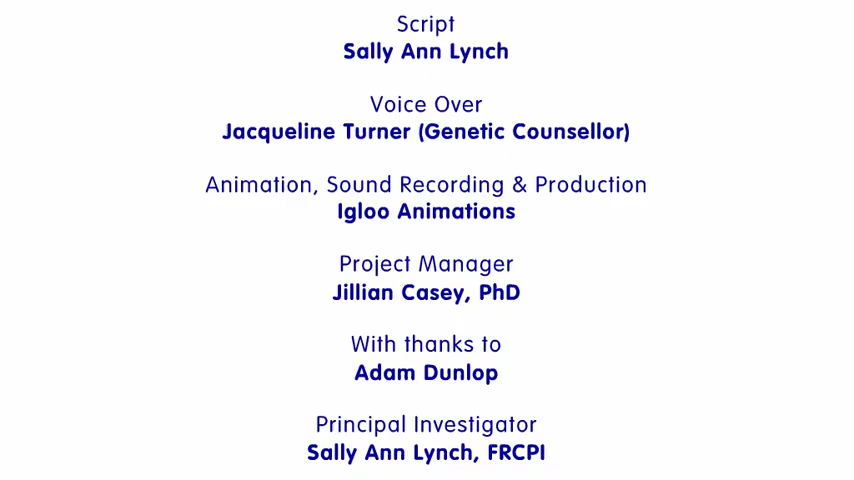 Script
Sally Ann Lynch
Voice Over
Jacqueline Turner (Genetic Counsellor)
Animation, Sound Recording & Production
Igloo Animations
Project Manager
Jillian Casey, PhD
With thanks to
Adam Dunlop
Principal Investigator
Sally Ann Lynch, FRCPI